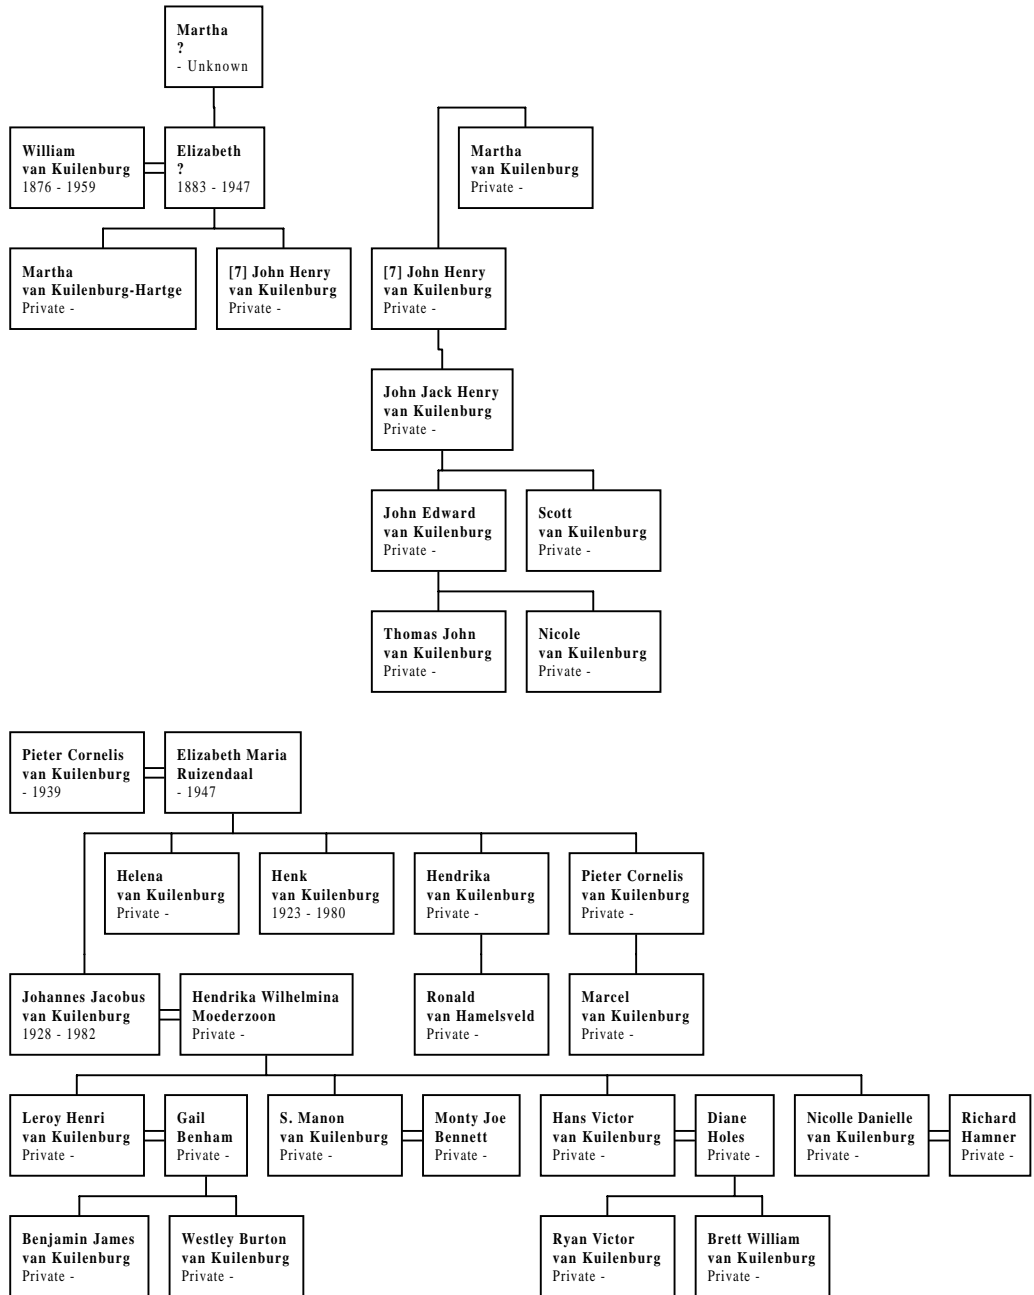 Martha
?
- Unknown
William
van Kuilenburg
1876 - 1959
Elizabeth
?
1883 - 1947
Martha
van Kuilenburg
Private -
Martha
van Kuilenburg-Hartge
Private -
[7] John Henry
van Kuilenburg
Private -
[7] John Henry
van Kuilenburg
Private -
John Jack Henry
van Kuilenburg
Private -
John Edward
van Kuilenburg
Private -
Scott
van Kuilenburg
Private -
Thomas John
van Kuilenburg
Private -
Nicole
van Kuilenburg
Private -
Pieter Cornelis
van Kuilenburg
- 1939
Elizabeth Maria
Ruizendaal
- 1947
Helena
van Kuilenburg
Private -
Henk
van Kuilenburg
1923 - 1980
Hendrika
van Kuilenburg
Private -
Pieter Cornelis
van Kuilenburg
Private -
Johannes Jacobus
van Kuilenburg
1928 - 1982
Hendrika Wilhelmina
Moederzoon
Private -
Ronald
van Hamelsveld
Private -
Marcel
van Kuilenburg
Private -
Leroy Henri
van Kuilenburg
Private -
Gail
Benham
Private -
S. Manon
van Kuilenburg
Private -
Monty Joe
Bennett
Private -
Hans Victor
van Kuilenburg
Private -
Diane
Holes
Private -
Nicolle Danielle
van Kuilenburg
Private -
Richard
Hamner
Private -
Benjamin James
van Kuilenburg
Private -
Westley Burton
van Kuilenburg
Private -
Ryan Victor
van Kuilenburg
Private -
Brett William
van Kuilenburg
Private -